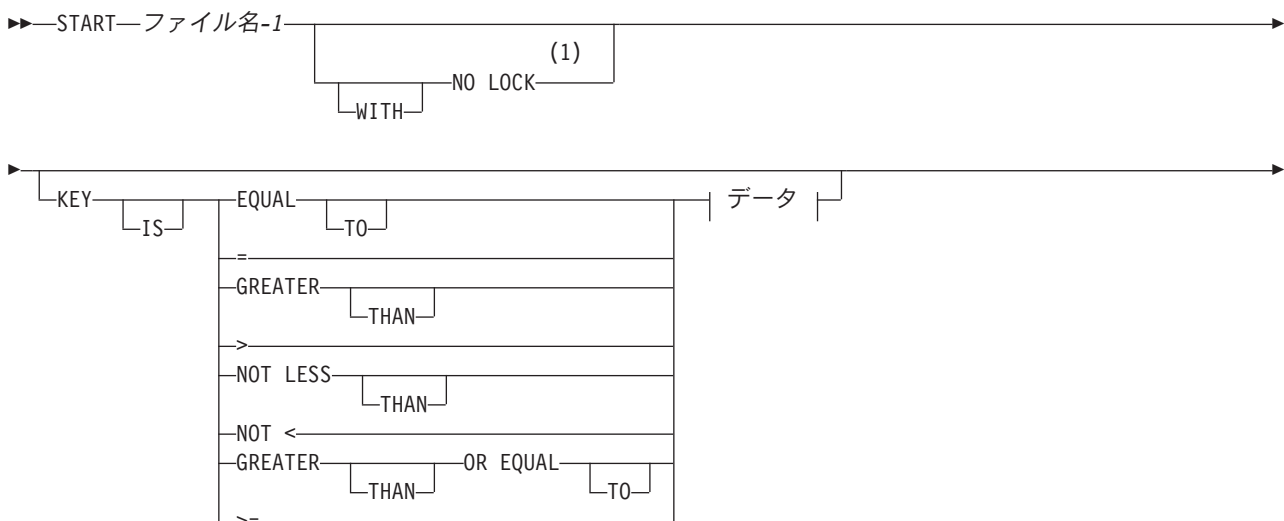 START ファイル名-1
(1)
NO LOCK
WITH
KEY EQUAL データ
IS TO
=
GREATER
THAN
>
NOT LESS
THAN
NOT <
GREATER OR EQUAL
THAN TO
>=